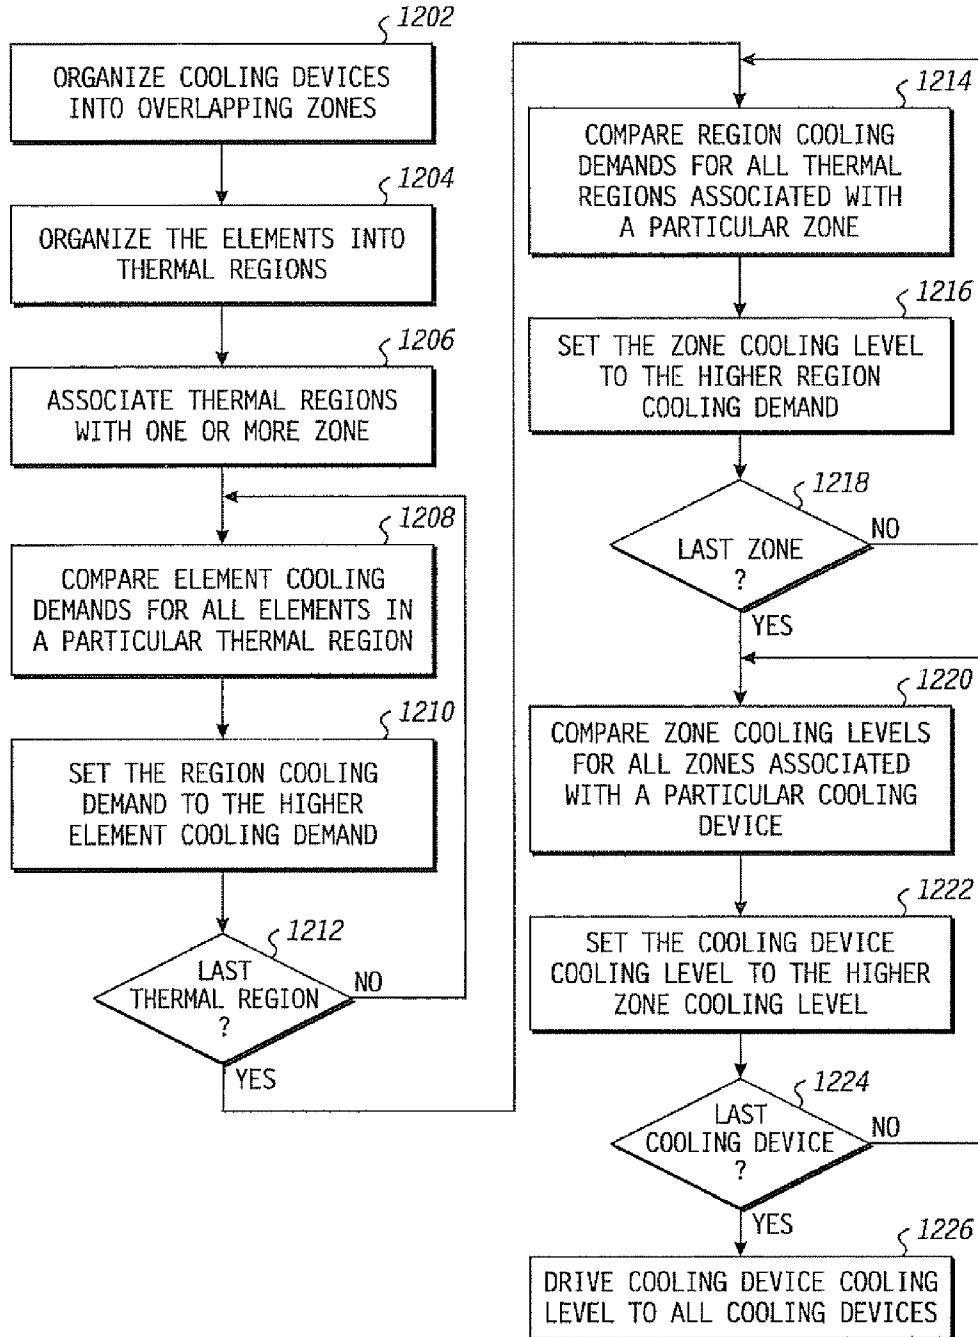 1202
ORGANIZE COOLING DEVICES
INTO OVERLAPPING ZONES
1204
ORGANIZE THE ELEMENTS INTO
THERMAL REGIONS
1206
ASSOCIATE THERMAL REGIONS
WITH ONE OR MORE ZONE
1208
COMPARE ELEMENT COOLING
DEMANDS FOR ALL ELEMENTS IN
A PARTICULAR THERMAL REGION
1210
SET THE REGION COOLING
DEMAND TO THE HIGHER
ELEMENT COOLING DEMAND
1212
LAST
THERMAL REGION
?
NO
YES
1214
COMPARE REGION COOLING
DEMANDS FOR ALL THERMAL
REGIONS ASSOCIATED WITH
A PARTICULAR ZONE
1216
SET THE ZONE COOLING LEVEL
TO THE HIGHER REGION
COOLING DEMAND
1218
LAST ZONE
?
NO
YES
1220
COMPARE ZONE COOLING LEVELS
FOR ALL ZONES ASSOCIATED
WITH A PARTICULAR COOLING
DEVICE
1222
SET THE COOLING DEVICE
COOLING LEVEL TO THE HIGHER
ZONE COOLING LEVEL
1224
LAST
COOLING DEVICE
?
NO
YES
1226
DRIVE COOLING DEVICE COOLING
LEVEL TO ALL COOLING DEVICES